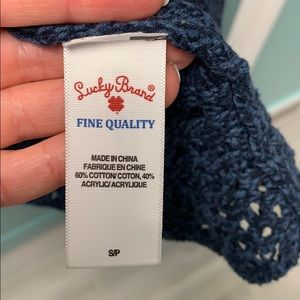 Lucky Brand®
FINE QUALITY
MADE IN CHINA
FABRIQUE EN CHINE
60% COTTON/ COTON, 40%
ACRYLIC/ ACRYLIQUE
S/P